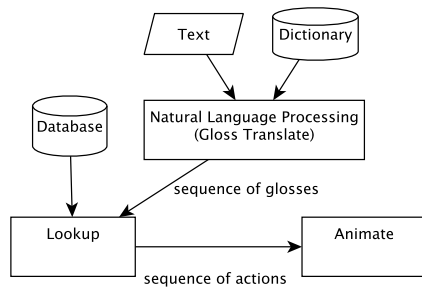 Text
Dictionary
Natural Language Processing
(Gloss Translate)
Database
sequence of glosses
Lookup
Animate
sequence of actions